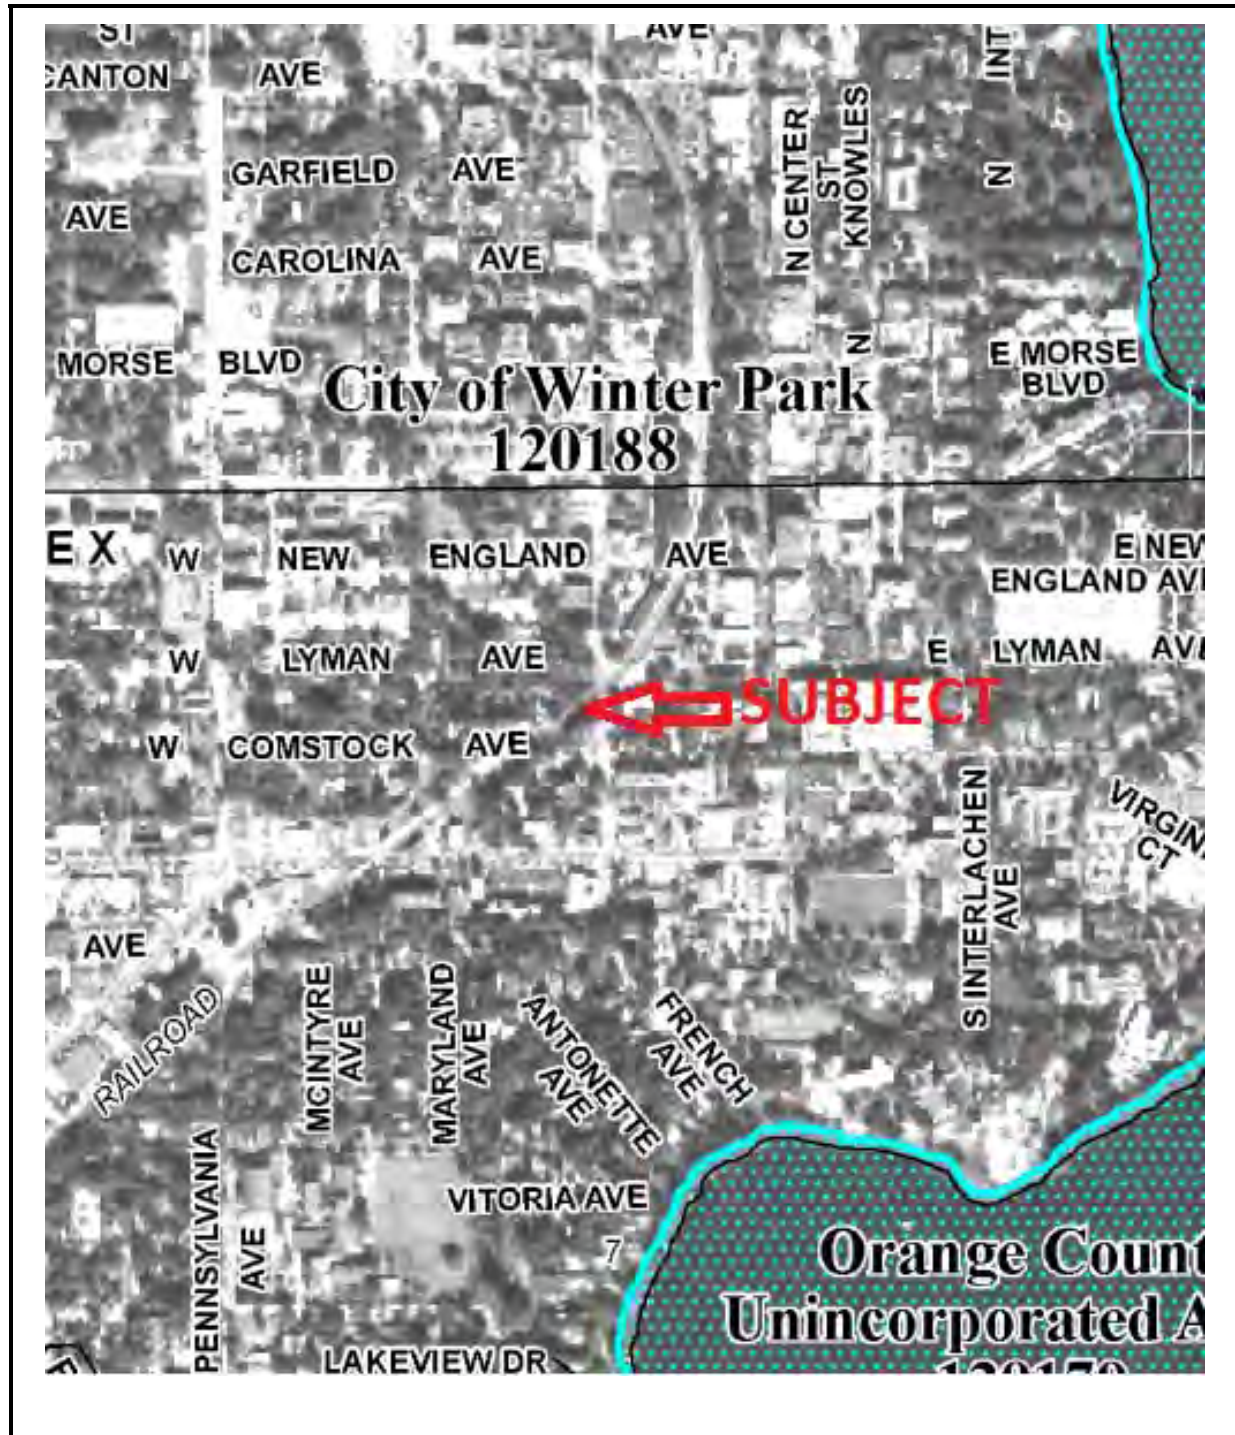 ST
AVE
INT
CANTON AVE
N CENTER
ST
KNOWLES
GARFIELD AVE
N
AVE
CAROLINA AVE
N
MORSE BLVD
E MORSE
BLVD
City of Winter Park
120188
EX
W NEW ENGLAND AVE
E NEW
ENGLAND AVE
W LYMAN AVE
E LYMAN AVE
SUBJECT
W COMSTOCK AVE
S INTERLACHEN
AVE
VIRGIN
CT
AVE
RAILROAD
MCINTYRE
AVE
MARYLAND
AVE
ANTONETTE
AVE
FRENCH
AVE
PENNSYLVANIA
AVE
VITORIA AVE
7
Orange Count
Unincorporated A
LAKEVIEW DR